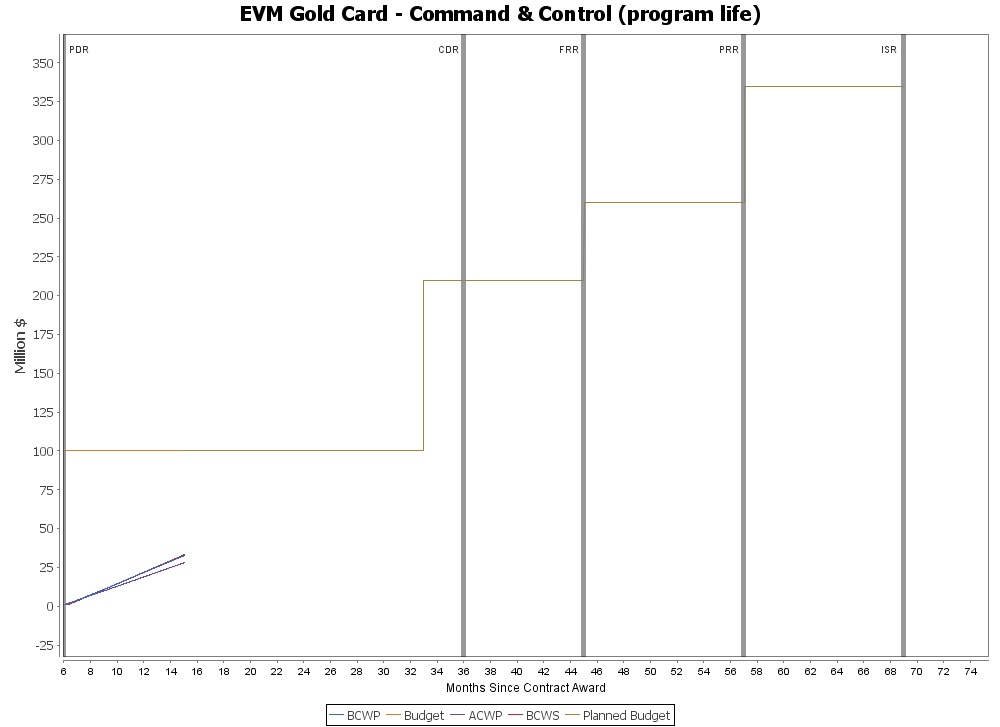 EVM Gold Card - Command & Control (program life)
PDR CDR FRR PRR ISR
350
325
300
275
250
225
200
175
150
125
100
75
50
25
0
-25
Million $
6 8 10 12 14 16 18 20 22 24 26 28 30 32 34 36 38 40 42 44 46 48 50 52 54 56 58 60 62 64 66 68 70 72 74
Months Since Contract Award
BCWP Budget ACWP BCWS Planned Budget